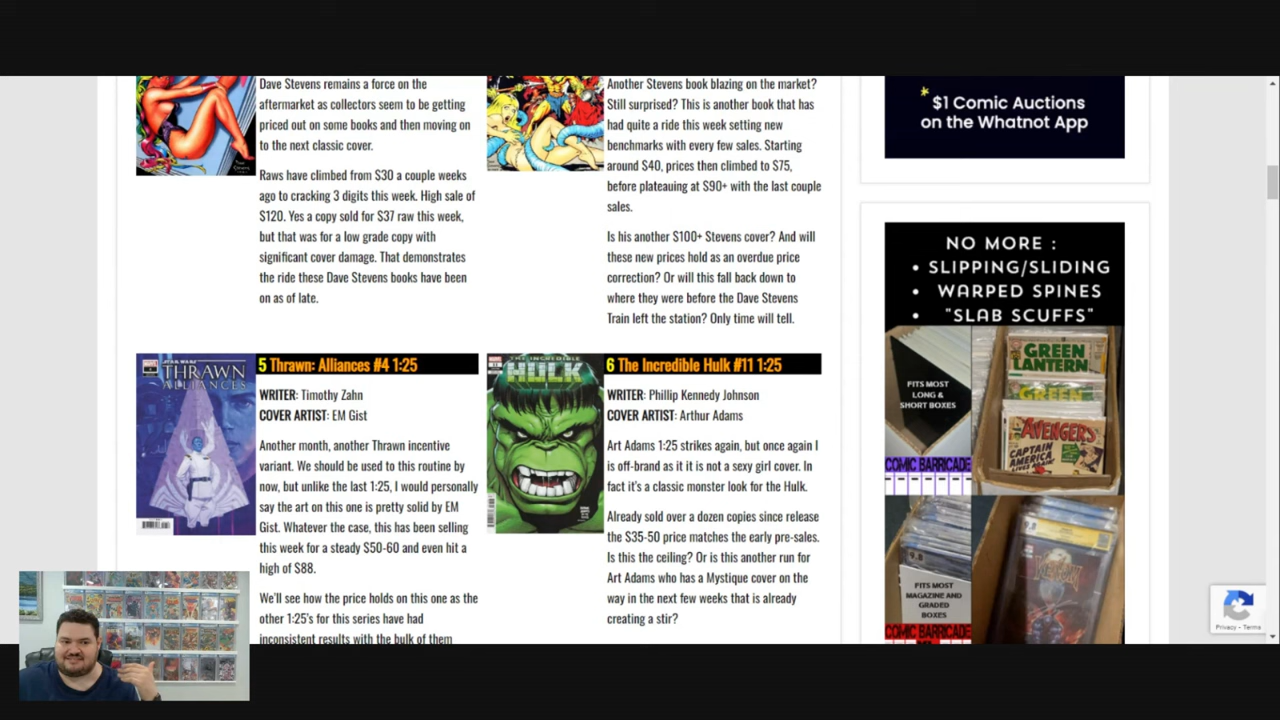 Dave Stevens remains a force on the
aftermarket as collectors seem to be getting
priced out on some books and then moving on
to the next classic cover.
Raws have climbed from $30 a couple weeks
ago to cracking 3 digits this week. High sale of
$120. Yes a copy sold for $37 raw this week,
but that was for a low grade copy with
significant cover damage. That demonstrates
the ride these Dave Stevens books have been
on as of late.
Another Stevens book blazing on the market?
Still surprised? This is another book that has
had quite a ride this week setting new
benchmarks with every few sales. Starting
around $40, prices then climbed to $75,
before plateauing at $90+ with the last couple
sales.
Is his another $100+ Stevens cover? And will
these new prices hold as an overdue price
correction? Or will this fall back down to
where they were before the Dave Stevens
Train left the station? Only time will tell.
STAR WARS
THRAWN
ALLIANCES
5 Thrawn: Alliances #4 1:25
WRITER: Timothy Zahn
COVER ARTIST: EM Gist
Another month, another Thrawn incentive
variant. We should be used to this routine by
now, but unlike the last 1:25, I would personally
say the art on this one is pretty solid by EM
Gist. Whatever the case, this has been selling
this week for a steady $50-60 and even hit a
high of $88.
We'll see how the price holds on this one as the
other 1:25's for this series have had
inconsistent results with the bulk of them
THE INCREDIBLE
HULK
6 The Incredible Hulk #11 1:25
WRITER: Phillip Kennedy Johnson
COVER ARTIST: Arthur Adams
Art Adams 1:25 strikes again, but once again I
is off-brand as it it is not a sexy girl cover. In
fact it's a classic monster look for the Hulk.
Already sold over a dozen copies since release
the $35-50 price matches the early pre-sales.
Is this the ceiling? Or is this another run for
Art Adams who has a Mystique cover on the
way in the next few weeks that is already
creating a stir?
$1 Comic Auctions
on the Whatnot App
NO MORE :
• SLIPPING/SLIDING
• WARPED SPINES
• "SLAB SCUFFS"
FITS MOST
LONG &
SHORT BOXES
COMIC BARRICADE
GREEN
LANTERN
GREEN
AVENGERS
CAPTAIN
AMERICA
9.8
FITS MOST
MAGAZINE AND
GRADED
BOXES
COMIC BARRICADE
Privacy - Terms